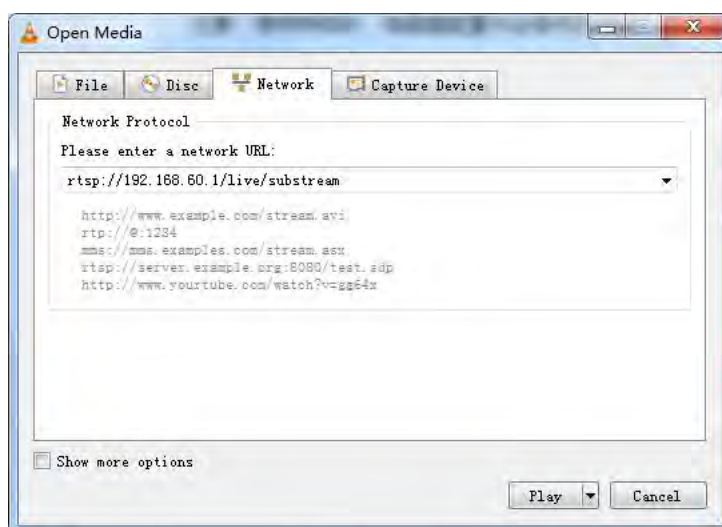 Open Media
File Disc Network Capture Device
Network Protocol
Please enter a network URL:
rtsp://192.168.60.1/live/substream
http://www.example.com/stream.avi
rtp://@:1234
mms://mms.examples.com/stream.asx
rtsp://server.example.org:8080/test.sdp
http://www.yourtube.com/watch?v=gg64x
Show more options
Play Cancel